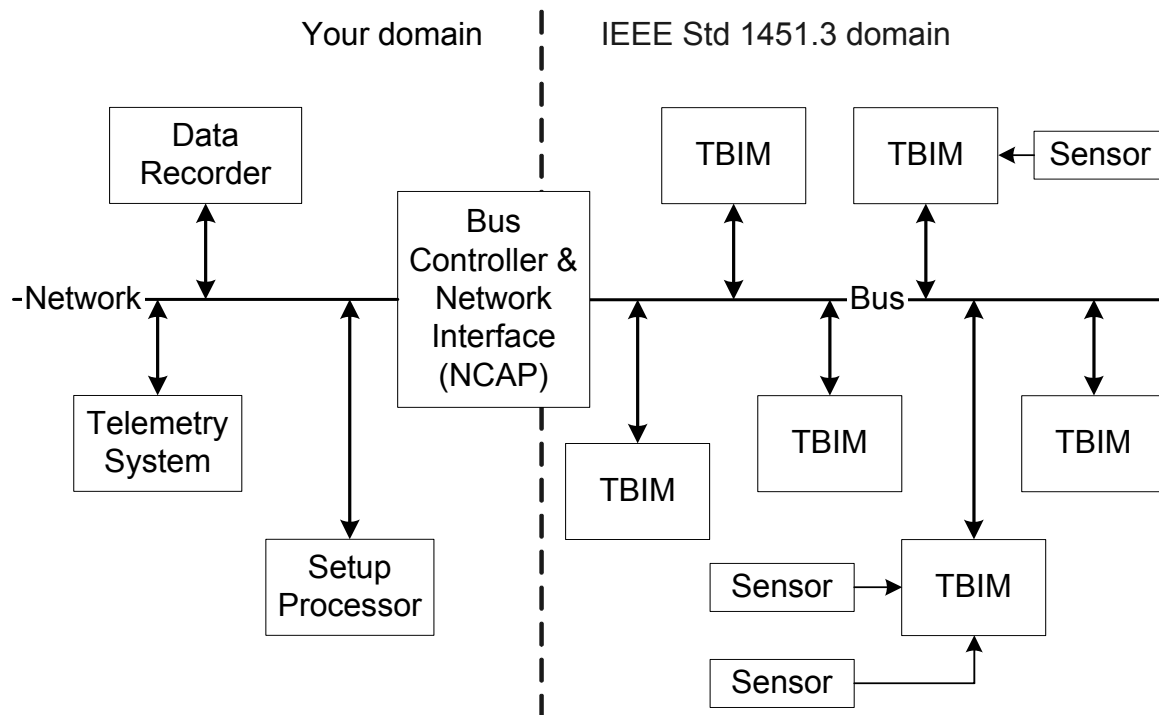 Your domain
IEEE Std 1451.3 domain
Data
Recorder
TBIM
TBIM
Sensor
Bus
Controller &
Network
Interface
(NCAP)
Network
Bus
Telemetry
System
TBIM
TBIM
TBIM
Setup
Processor
Sensor
TBIM
Sensor